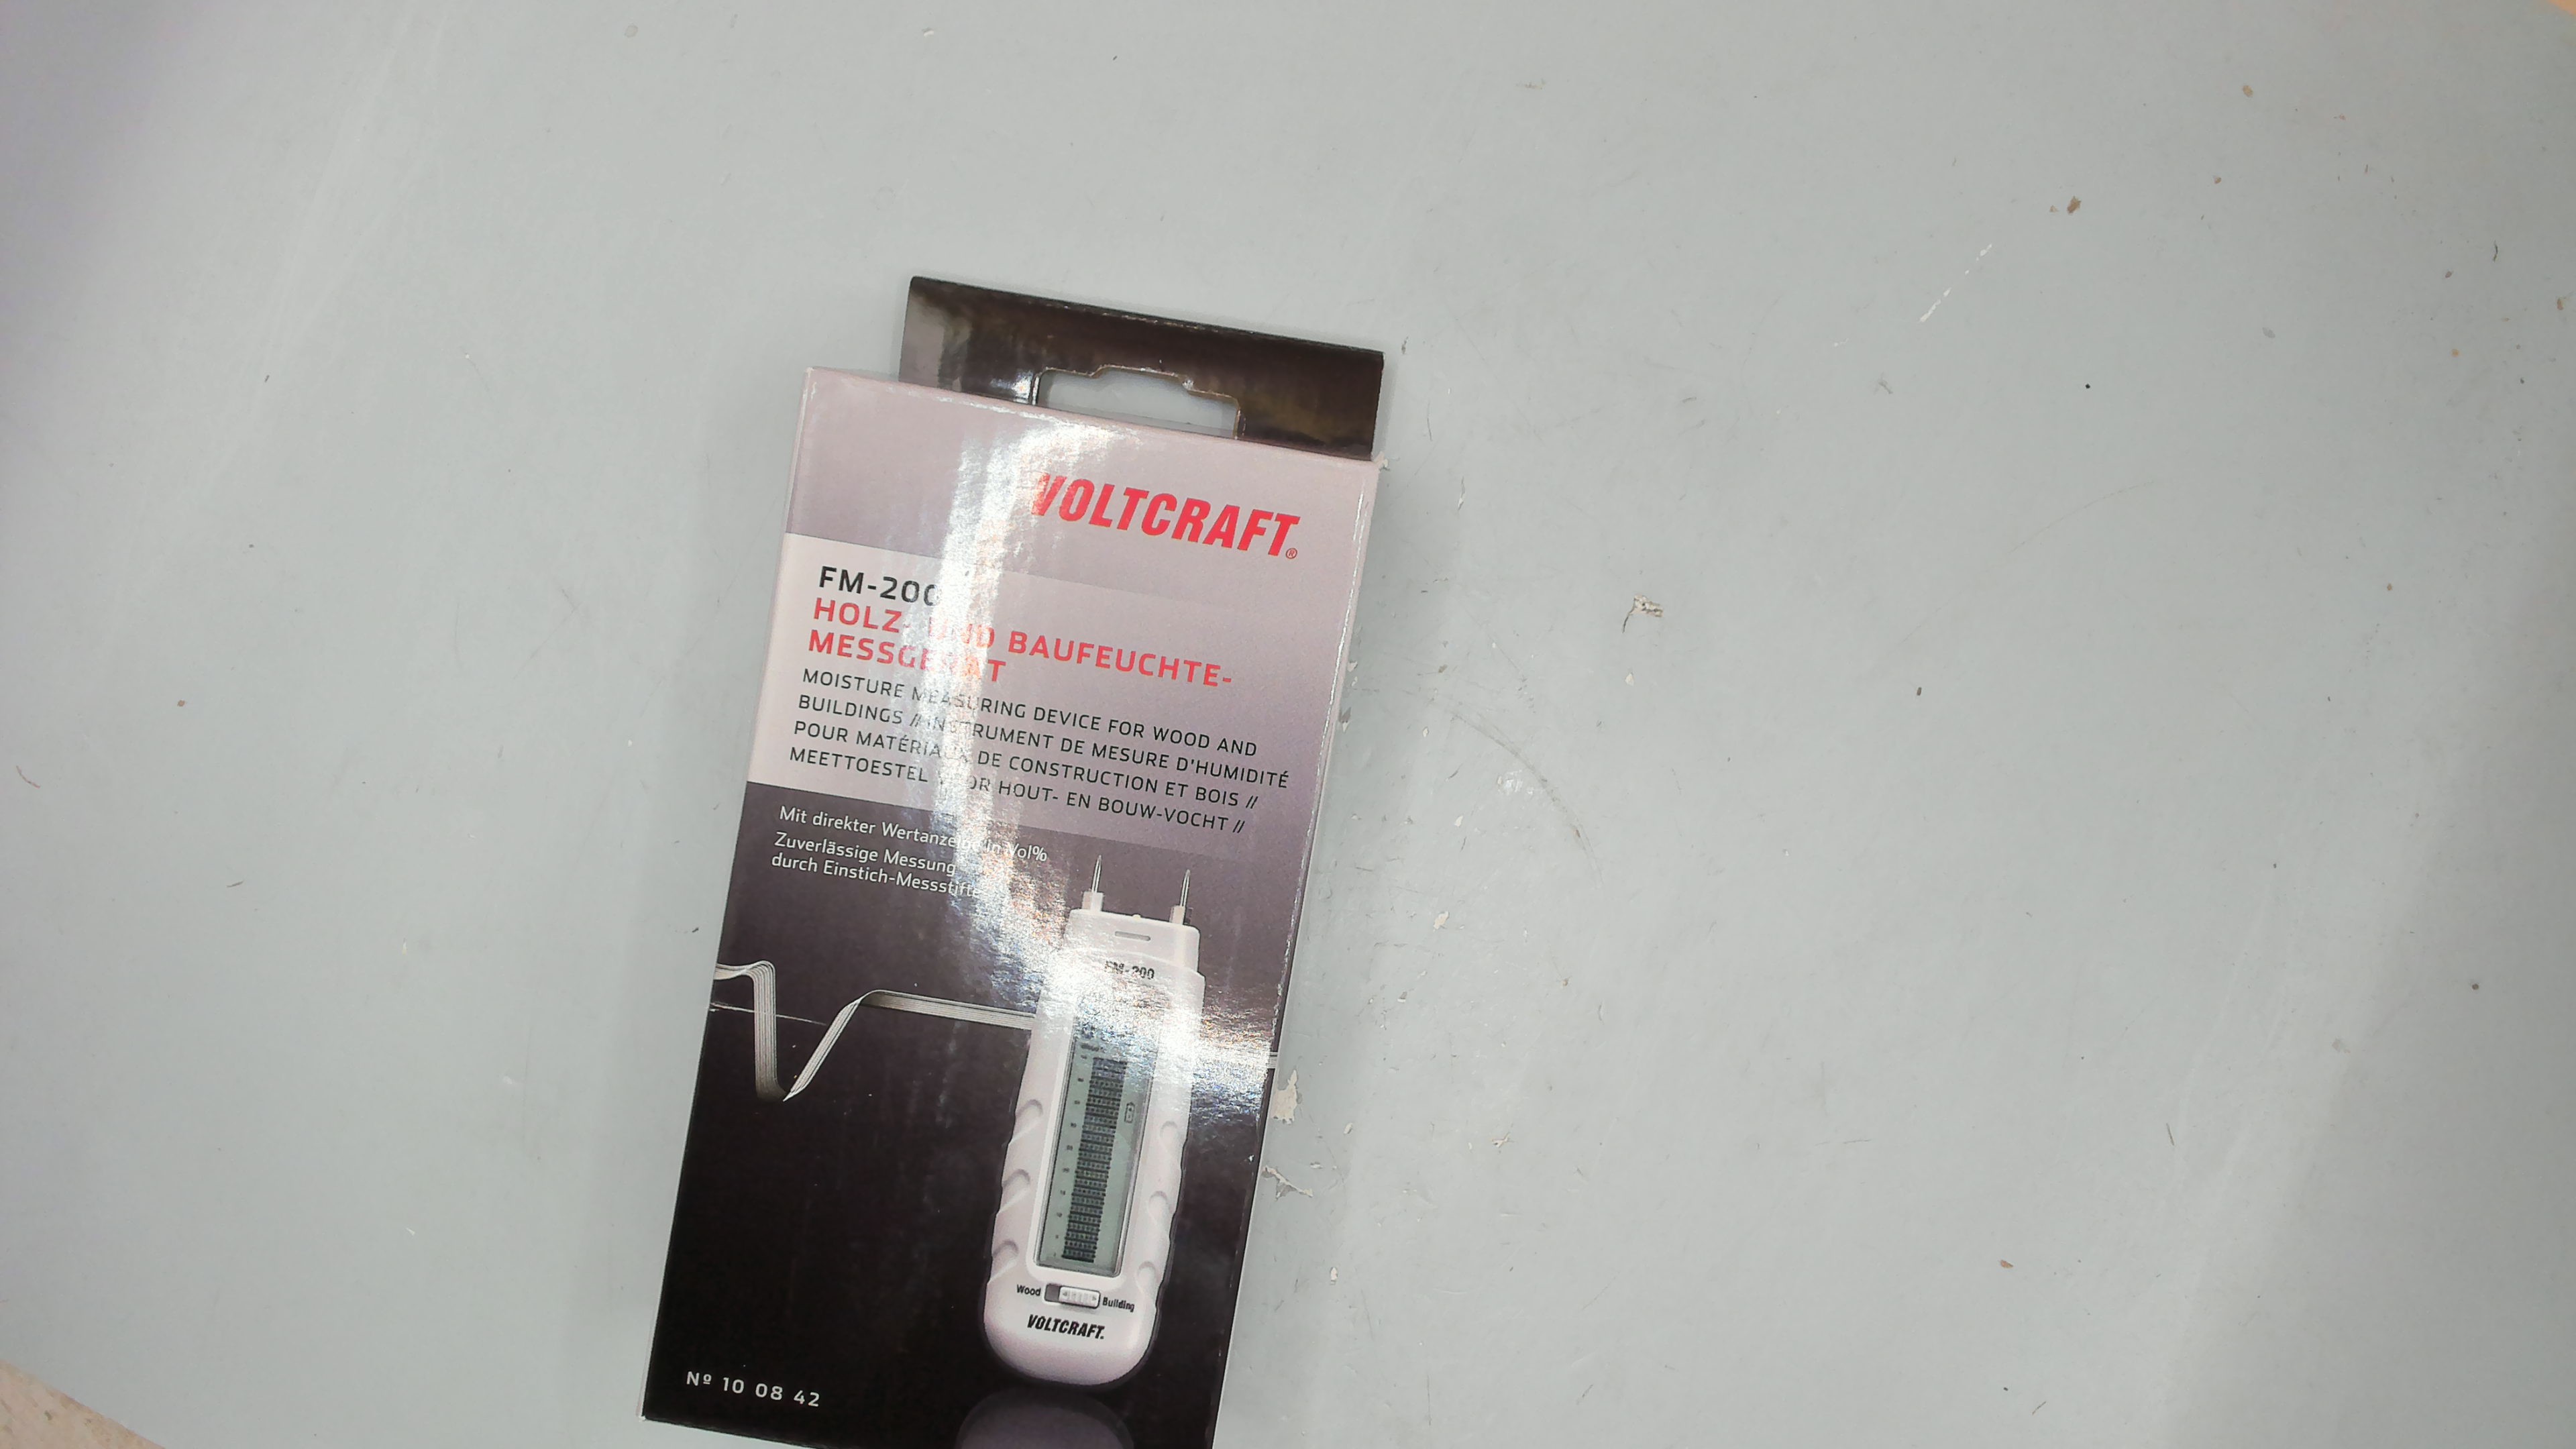 VOLTCRAFT®
FM-200
HOLZ- UND BAUFEUCHTE-
MESSGERÄT
MOISTURE MEASURING DEVICE FOR WOOD AND
BUILDINGS // INSTRUMENT DE MESURE D'HUMIDITÉ
POUR MATÉRIAUX DE CONSTRUCTION ET BOIS //
MEETTOESTEL VOOR HOUT- EN BOUW-VOCHT //
Mit direkter Wertanzeige in Vol%
Zuverlässige Messung
durch Einstich-Messstifte
FM-200
Wood
Building
VOLTCRAFT.
Nº 10 08 42